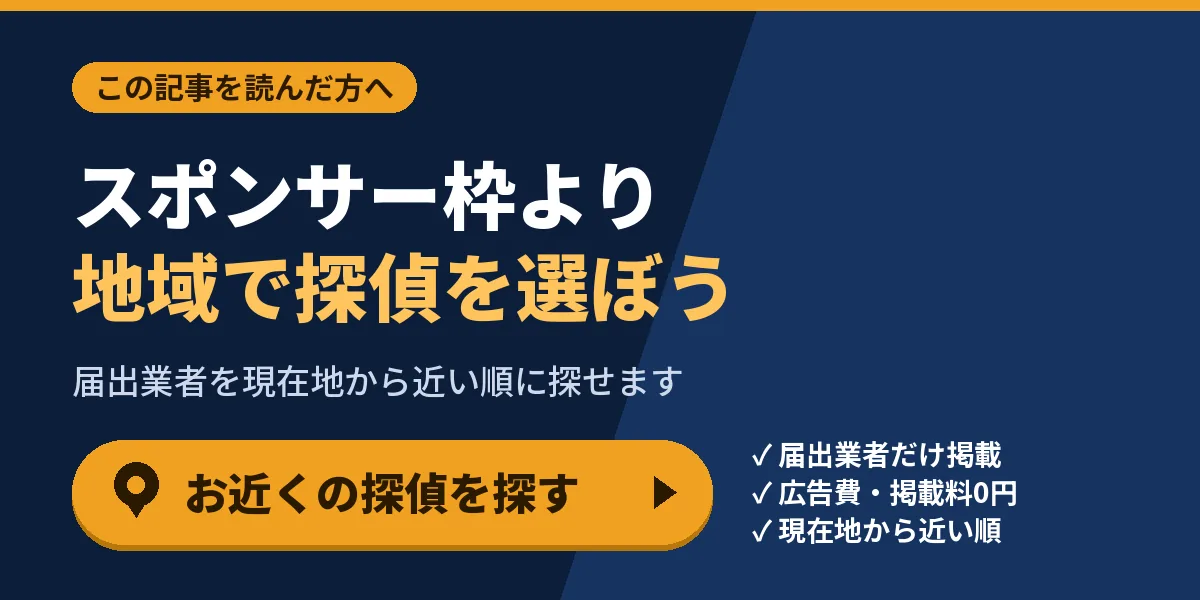 この記事を読んだ方へ
スポンサー枠より
地域で探偵を選ぼう
届出業者を現在地から近い順に探せます
お近くの探偵を探す
✓届出業者だけ掲載
✓広告費・掲載料0円
✓現在地から近い順